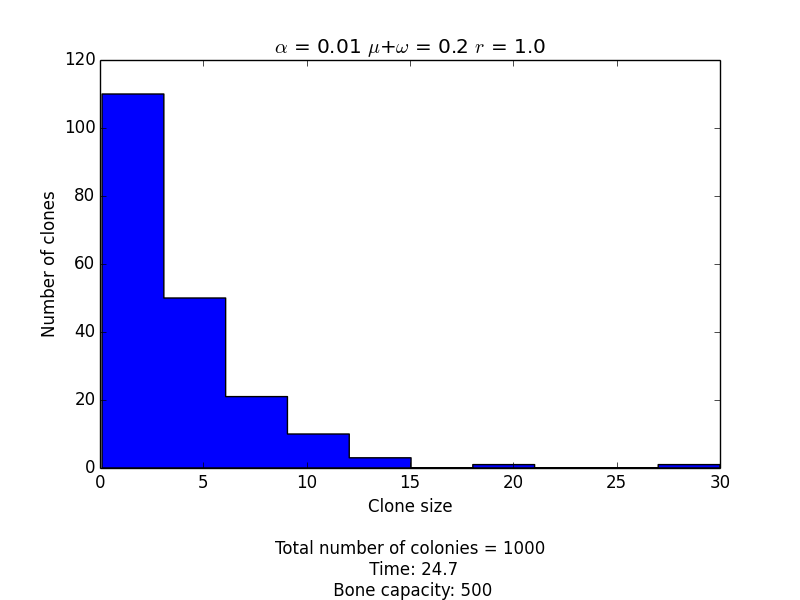 α = 0.01 μ+ω = 0.2 r = 1.0
120
100
80
60
40
20
0
Number of clones
0 5 10 15 20 25 30
Clone size
Total number of colonies = 1000
Time: 24.7
Bone capacity: 500